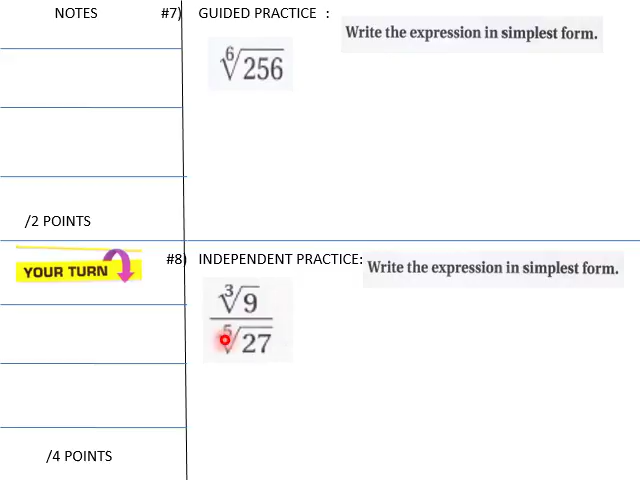 NOTES
#7) GUIDED PRACTICE :
Write the expression in simplest form.
⁶√256
/2 POINTS
YOUR TURN
#8) INDEPENDENT PRACTICE:
Write the expression in simplest form.
³√9
⁵√27
/4 POINTS